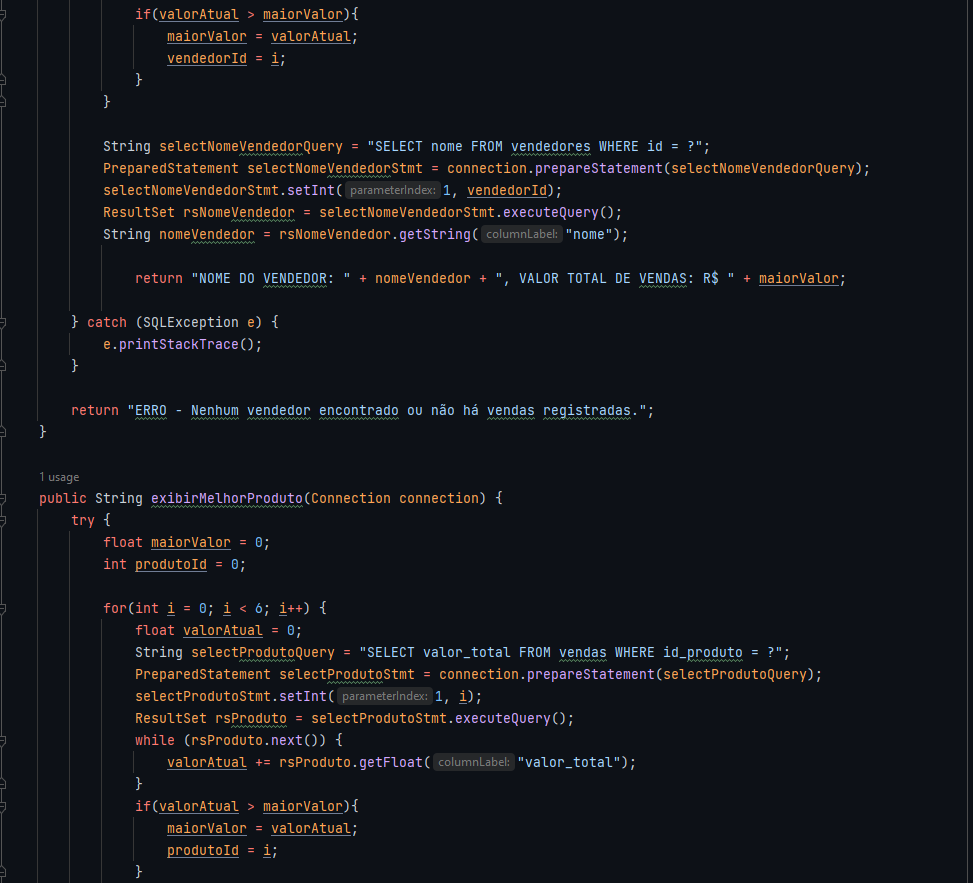 if(valorAtual > maiorValor){
maiorValor = valorAtual;
vendedorId = i;
}
}
String selectNomeVendedorQuery = "SELECT nome FROM vendedores WHERE id = ?";
PreparedStatement selectNomeVendedorStmt = connection.prepareStatement(selectNomeVendedorQuery);
selectNomeVendedorStmt.setInt( parameterIndex: 1, vendedorId);
ResultSet rsNomeVendedor = selectNomeVendedorStmt.executeQuery();
String nomeVendedor = rsNomeVendedor.getString( columnLabel: "nome");
return "NOME DO VENDEDOR: " + nomeVendedor + ", VALOR TOTAL DE VENDAS: R$ " + maiorValor;
} catch (SQLException e) {
e.printStackTrace();
}
return "ERRO - Nenhum vendedor encontrado ou não há vendas registradas.";
}
1 usage
public String exibirMelhorProduto(Connection connection) {
try {
float maiorValor = 0;
int produtoId = 0;
for(int i = 0; i < 6; i++) {
float valorAtual = 0;
String selectProdutoQuery = "SELECT valor_total FROM vendas WHERE id_produto = ?";
PreparedStatement selectProdutoStmt = connection.prepareStatement(selectProdutoQuery);
selectProdutoStmt.setInt( parameterIndex: 1, i);
ResultSet rsProduto = selectProdutoStmt.executeQuery();
while (rsProduto.next()) {
valorAtual += rsProduto.getFloat( columnLabel: "valor_total");
}
if(valorAtual > maiorValor){
maiorValor = valorAtual;
produtoId = i;
}